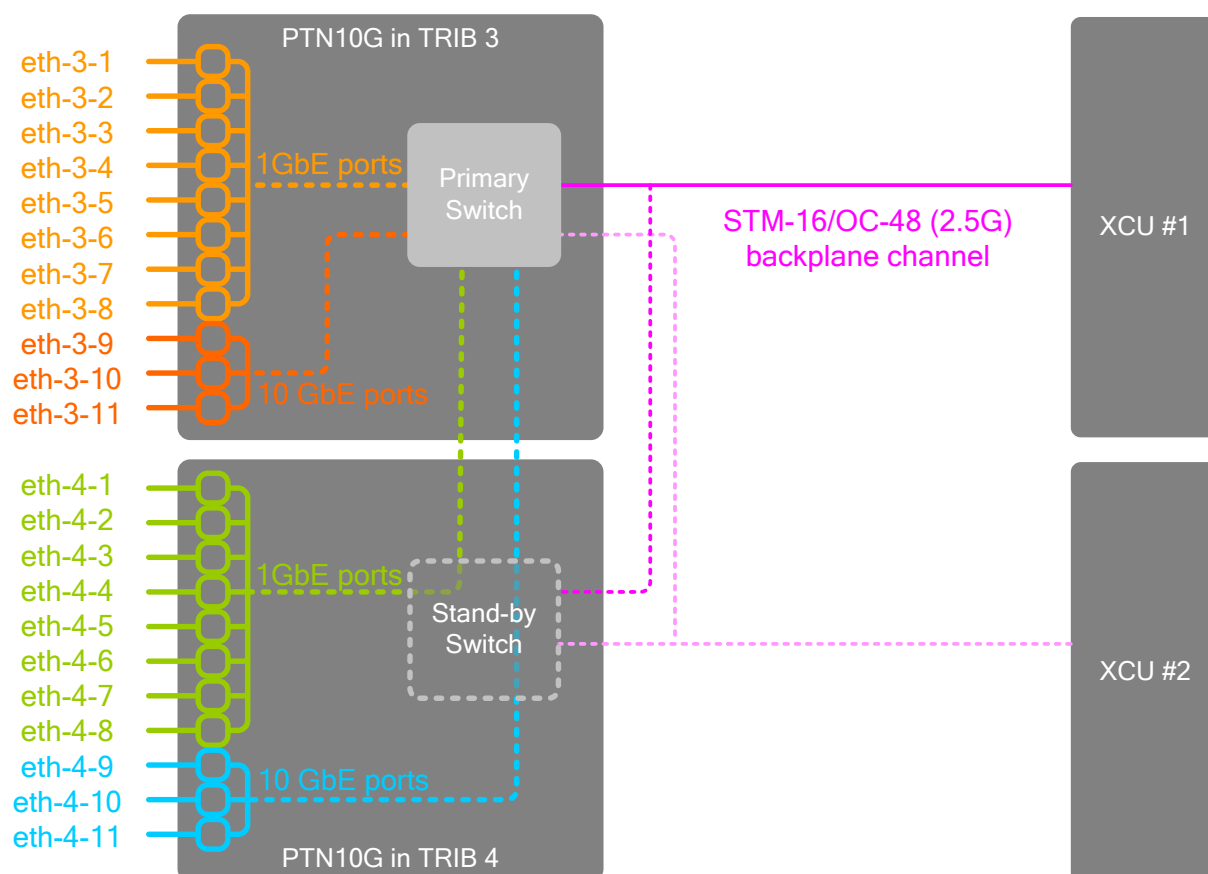 PTN10G in TRIB 3
eth-3-1
eth-3-2
eth-3-3
eth-3-4
eth-3-5
eth-3-6
eth-3-7
eth-3-8
eth-3-9
eth-3-10
eth-3-11
1GbE ports
10 GbE ports
Primary
Switch
STM-16/OC-48 (2.5G)
backplane channel
XCU #1
eth-4-1
eth-4-2
eth-4-3
eth-4-4
eth-4-5
eth-4-6
eth-4-7
eth-4-8
eth-4-9
eth-4-10
eth-4-11
1GbE ports
10 GbE ports
Stand-by
Switch
XCU #2
PTN10G in TRIB 4